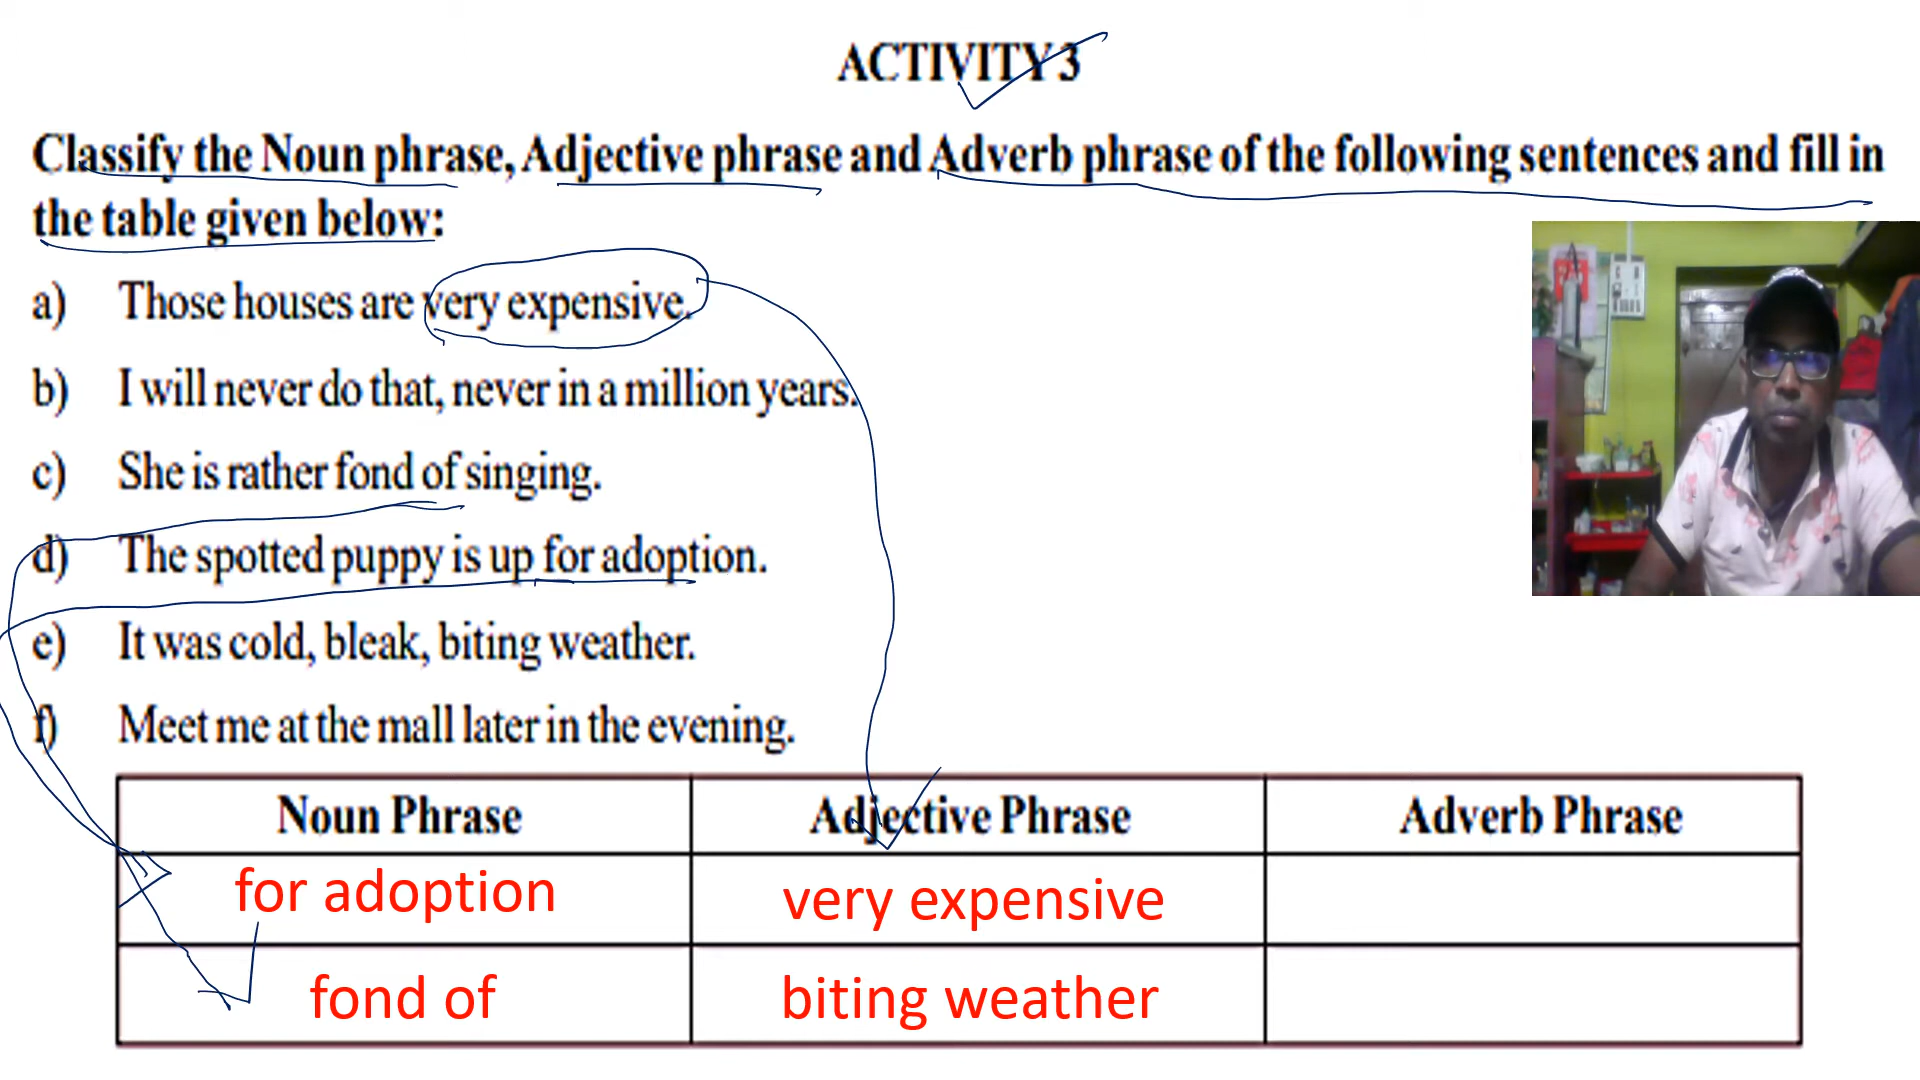 ACTIVITY 3
Classify the Noun phrase, Adjective phrase and Adverb phrase of the following sentences and fill in
the table given below:
a) Those houses are very expensive.
b) I will never do that, never in a million years.
c) She is rather fond of singing.
d) The spotted puppy is up for adoption.
e) It was cold, bleak, biting weather.
f) Meet me at the mall later in the evening.
Noun Phrase Adjective Phrase Adverb Phrase
for adoption very expensive
fond of biting weather